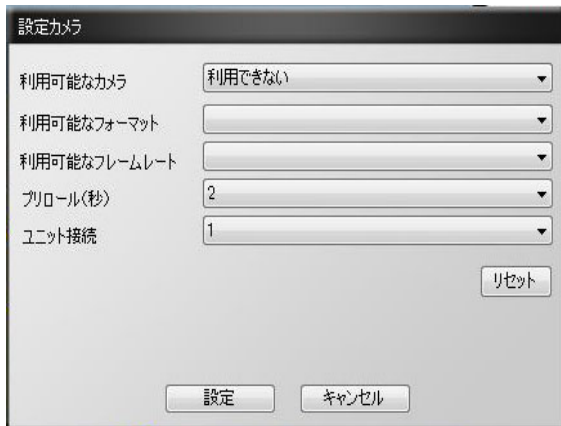 設定カメラ
利用可能なカメラ 利用できない
利用可能なフォーマット
利用可能なフレームレート
プリロール(秒) 2
ユニット接続 1
リセット
設定 キャンセル